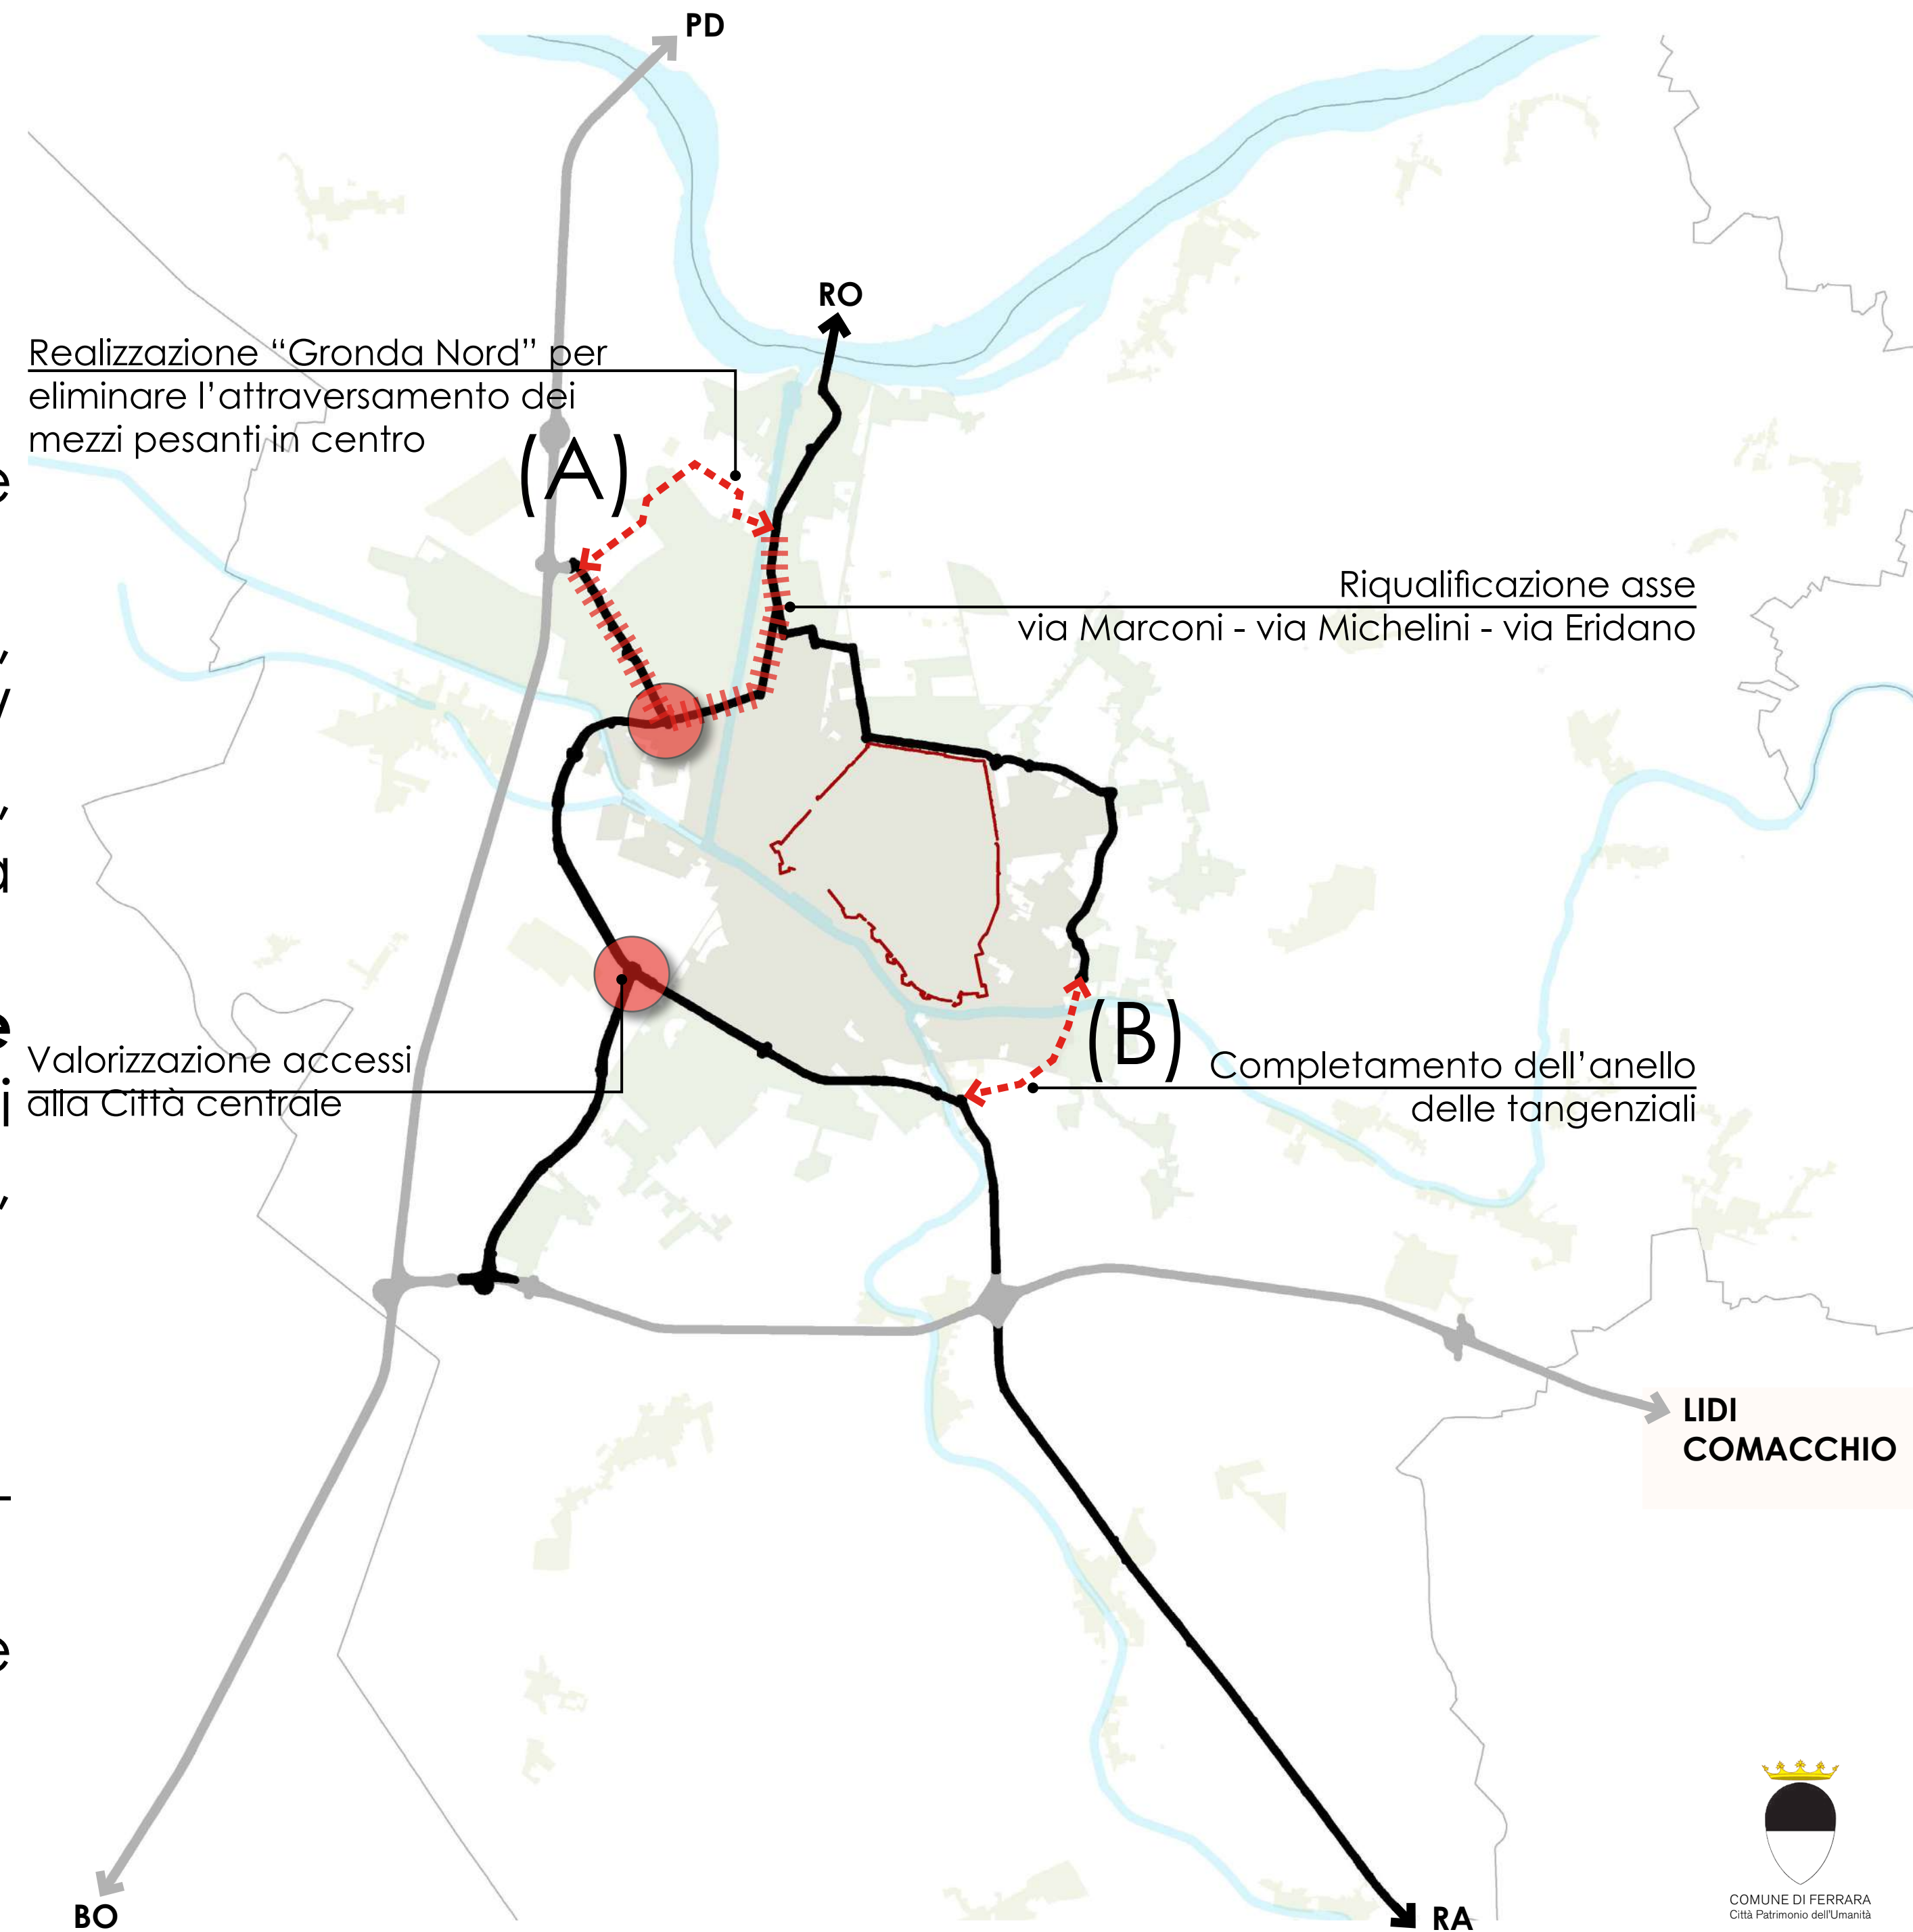 PD
RO
Realizzazione “Gronda Nord” per
eliminare l’attraversamento dei
mezzi pesanti in centro
(A)
e
Riqualificazione asse
via Marconi - via Michelini - via Eridano
,
y
,
a
e
Valorizzazione accessi
alla Città centrale
i
(B)
Completamento dell’anello
delle tangenziali
,
LIDI
COMACCHIO
-
e
BO
RA
COMUNE DI FERRARA
Città Patrimonio dell'Umanità